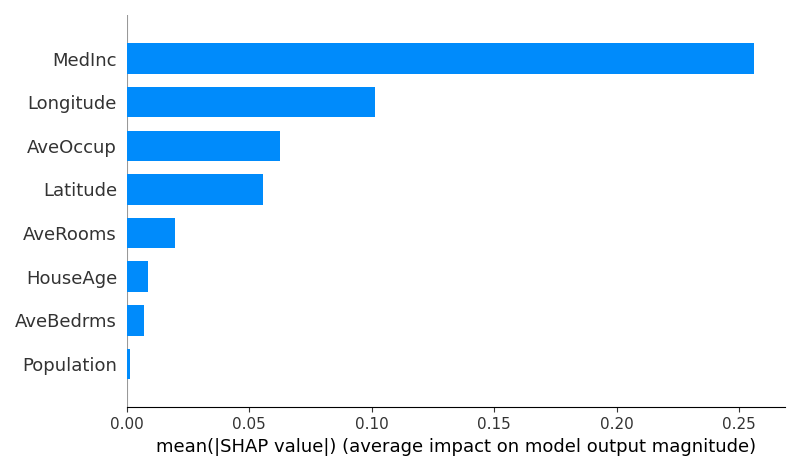 MedInc
Longitude
AveOccup
Latitude
AveRooms
HouseAge
AveBedrms
Population
0.00 0.05 0.10 0.15 0.20 0.25
mean(|SHAP value|) (average impact on model output magnitude)